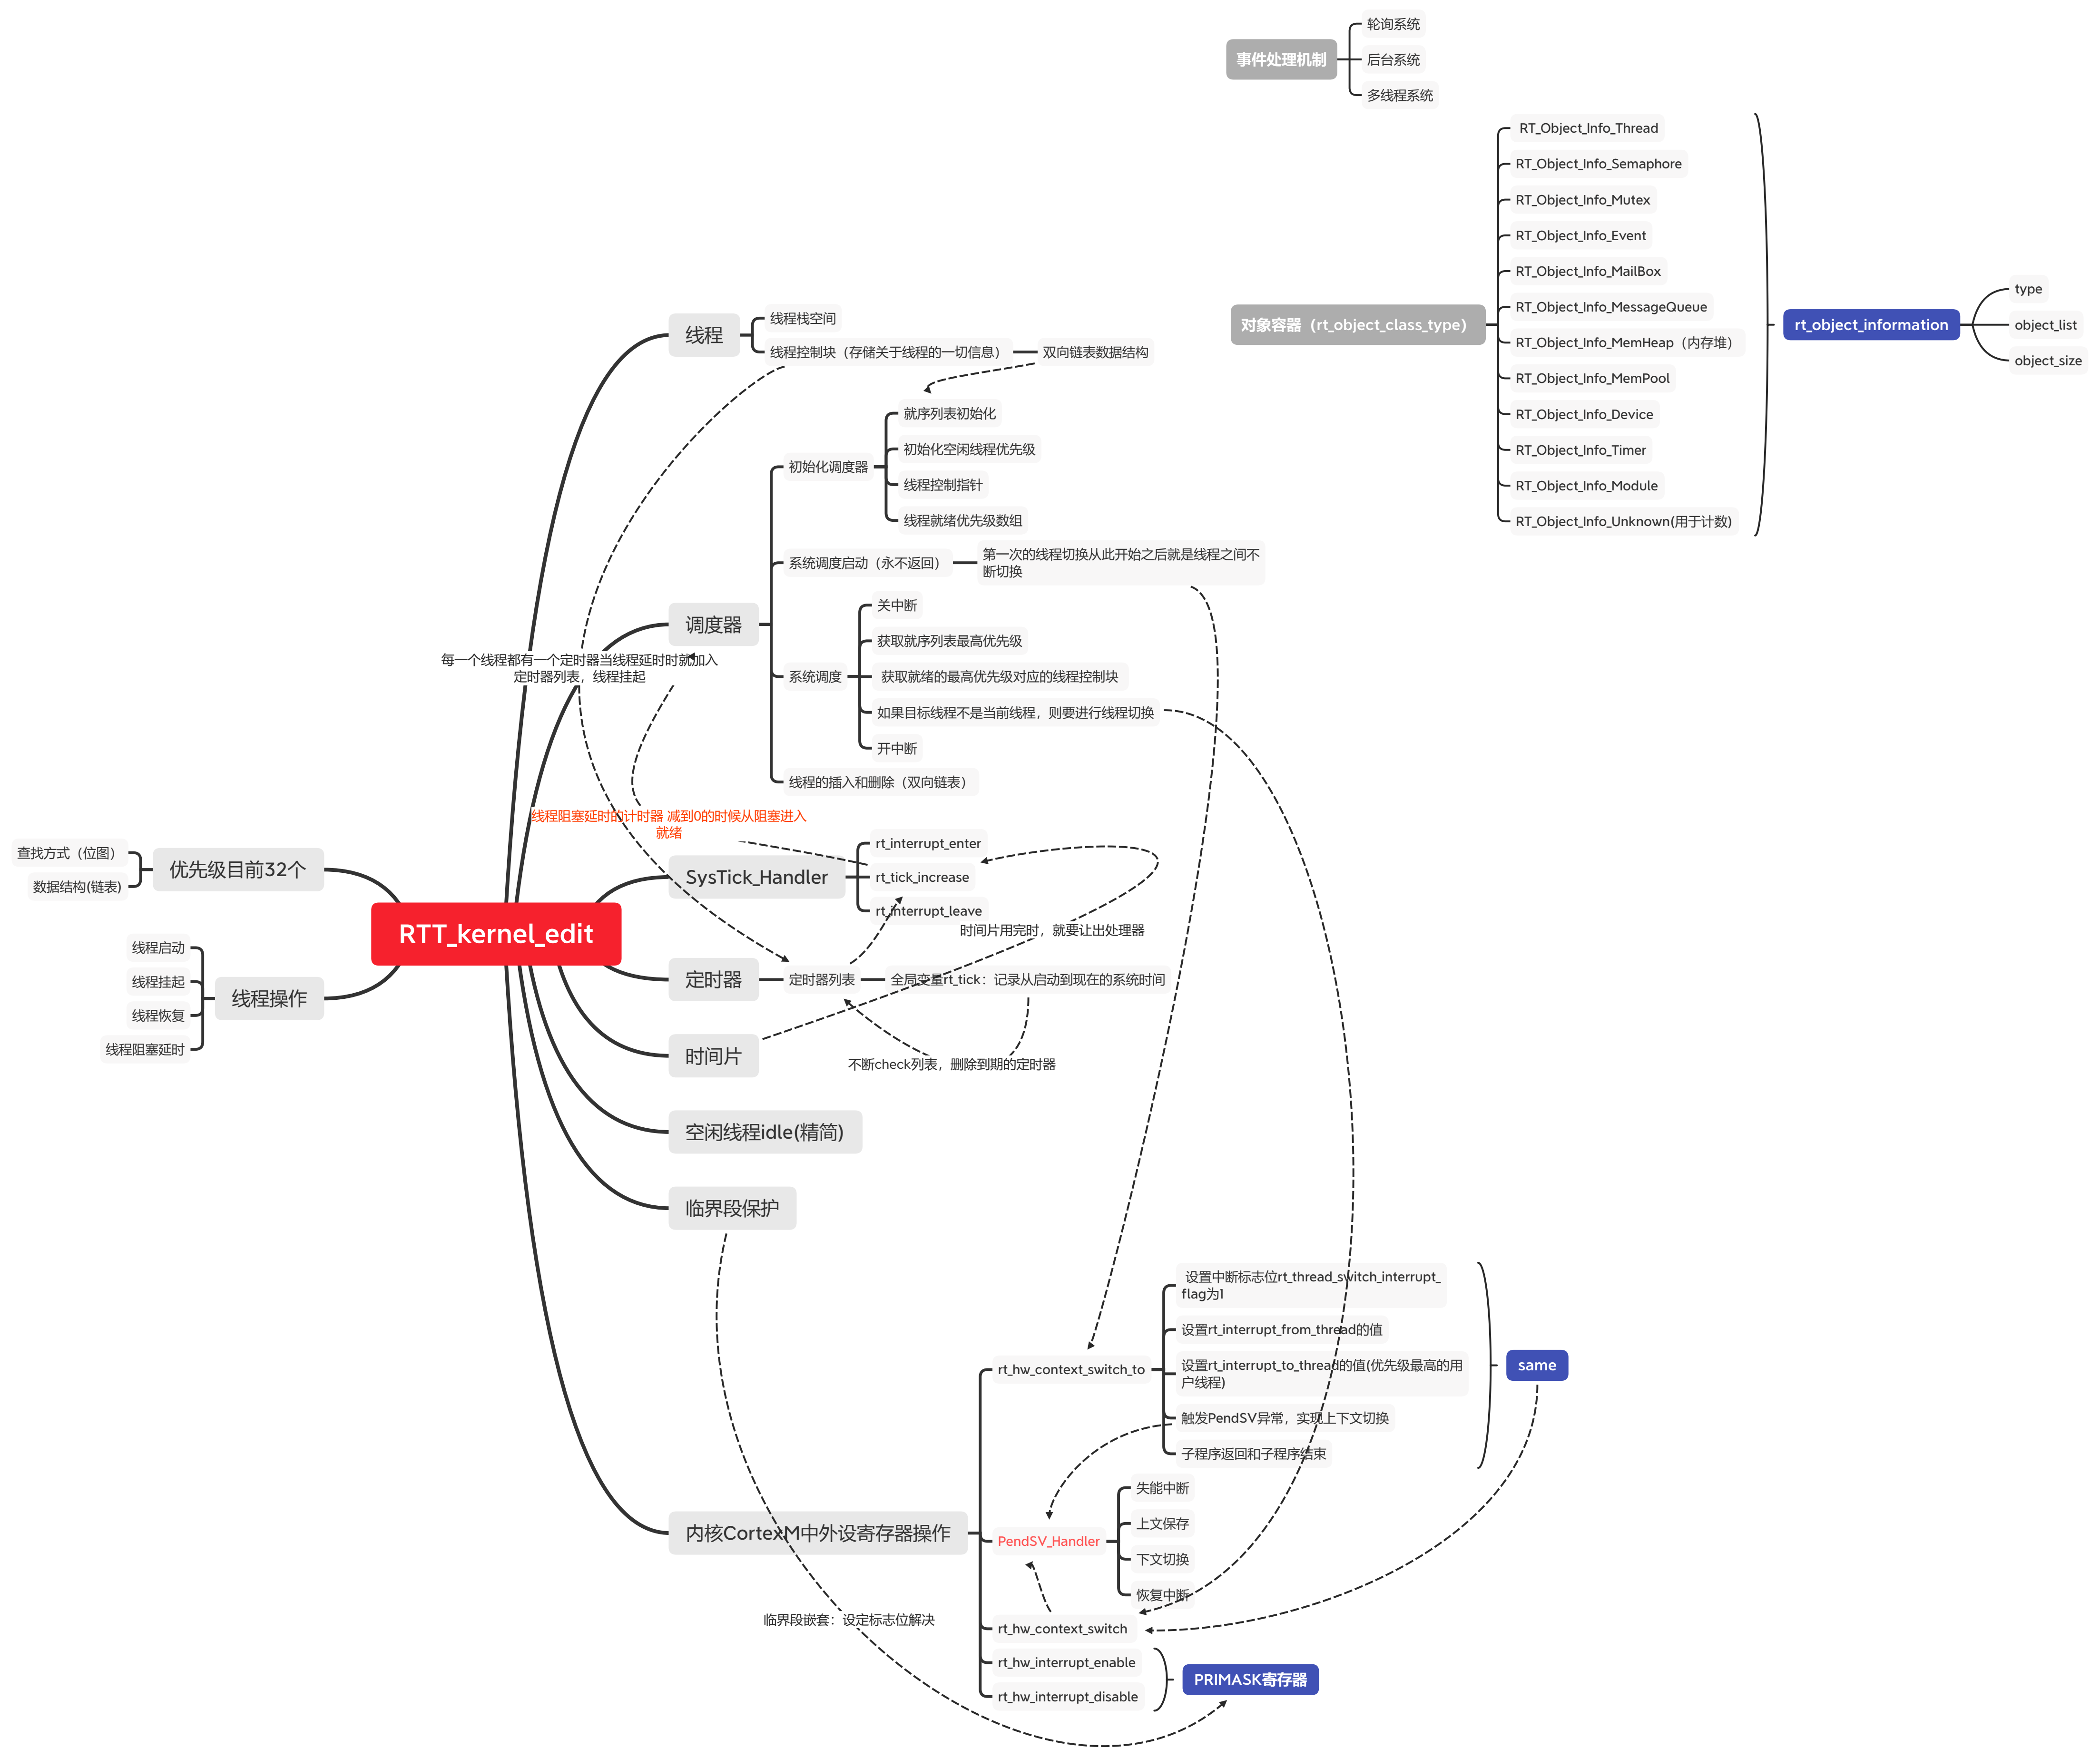 事件处理机制
轮询系统
后台系统
多线程系统
对象容器（rt_object_class_type）
RT_Object_Info_Thread
RT_Object_Info_Semaphore
RT_Object_Info_Mutex
RT_Object_Info_Event
RT_Object_Info_MailBox
RT_Object_Info_MessageQueue
RT_Object_Info_MemHeap（内存堆）
RT_Object_Info_MemPool
RT_Object_Info_Device
RT_Object_Info_Timer
RT_Object_Info_Module
RT_Object_Info_Unknown(用于计数)
rt_object_information
type
object_list
object_size
RTT_kernel_edit
线程
线程栈空间
线程控制块（存储关于线程的一切信息）
双向链表数据结构
调度器
初始化调度器
就序列表初始化
初始化空闲线程优先级
线程控制指针
线程就绪优先级数组
系统调度启动（永不返回）
第一次的线程切换从此开始之后就是线程之间不
断切换
系统调度
关中断
获取就序列表最高优先级
获取就绪的最高优先级对应的线程控制块
如果目标线程不是当前线程，则要进行线程切换
开中断
线程的插入和删除（双向链表）
每一个线程都有一个定时器当线程延时时就加入
定时器列表，线程挂起
线程阻塞延时的计时器 减到0的时候从阻塞进入
就绪
SysTick_Handler
rt_interrupt_enter
rt_tick_increase
rt_interrupt_leave
时间片用完时，就要让出处理器
定时器
定时器列表
全局变量rt_tick：记录从启动到现在的系统时间
不断check列表，删除到期的定时器
时间片
空闲线程idle(精简)
临界段保护
临界段嵌套：设定标志位解决
内核CortexM中外设寄存器操作
rt_hw_context_switch_to
设置中断标志位rt_thread_switch_interrupt_
flag为1
设置rt_interrupt_from_thread的值
设置rt_interrupt_to_thread的值(优先级最高的用
户线程)
触发PendSV异常，实现上下文切换
子程序返回和子程序结束
same
PendSV_Handler
失能中断
上文保存
下文切换
恢复中断
rt_hw_context_switch
rt_hw_interrupt_enable
rt_hw_interrupt_disable
PRIMASK寄存器
优先级目前32个
查找方式（位图）
数据结构(链表)
线程操作
线程启动
线程挂起
线程恢复
线程阻塞延时